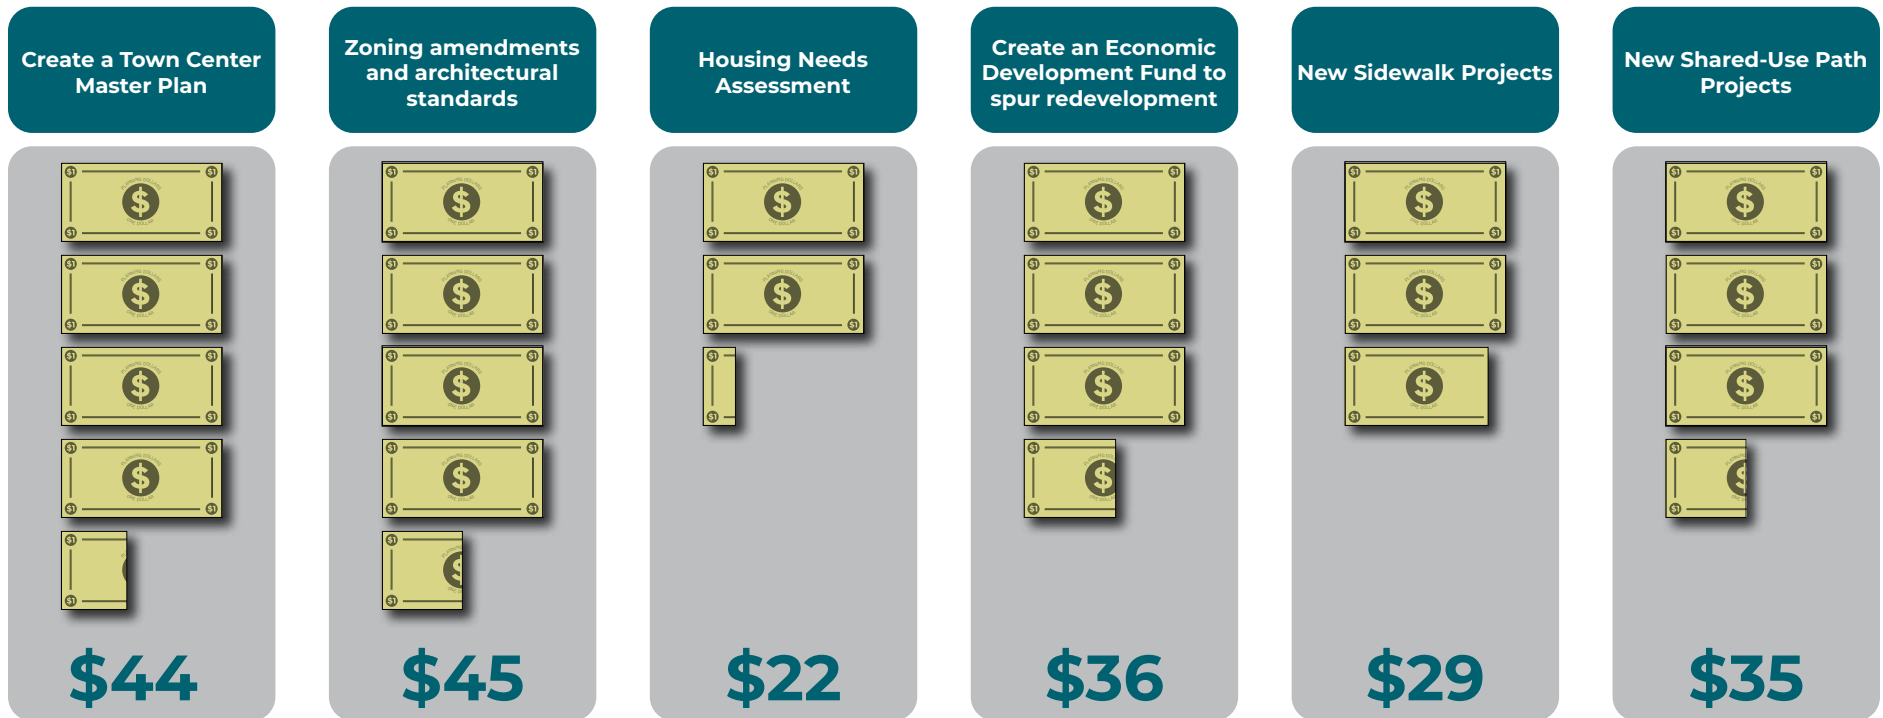 Create a Town Center
Master Plan
Zoning amendments
and architectural
standards
Housing Needs
Assessment
Create an Economic
Development Fund to
spur redevelopment
New Sidewalk Projects
New Shared-Use Path
Projects
$44
$45
$22
$36
$29
$35